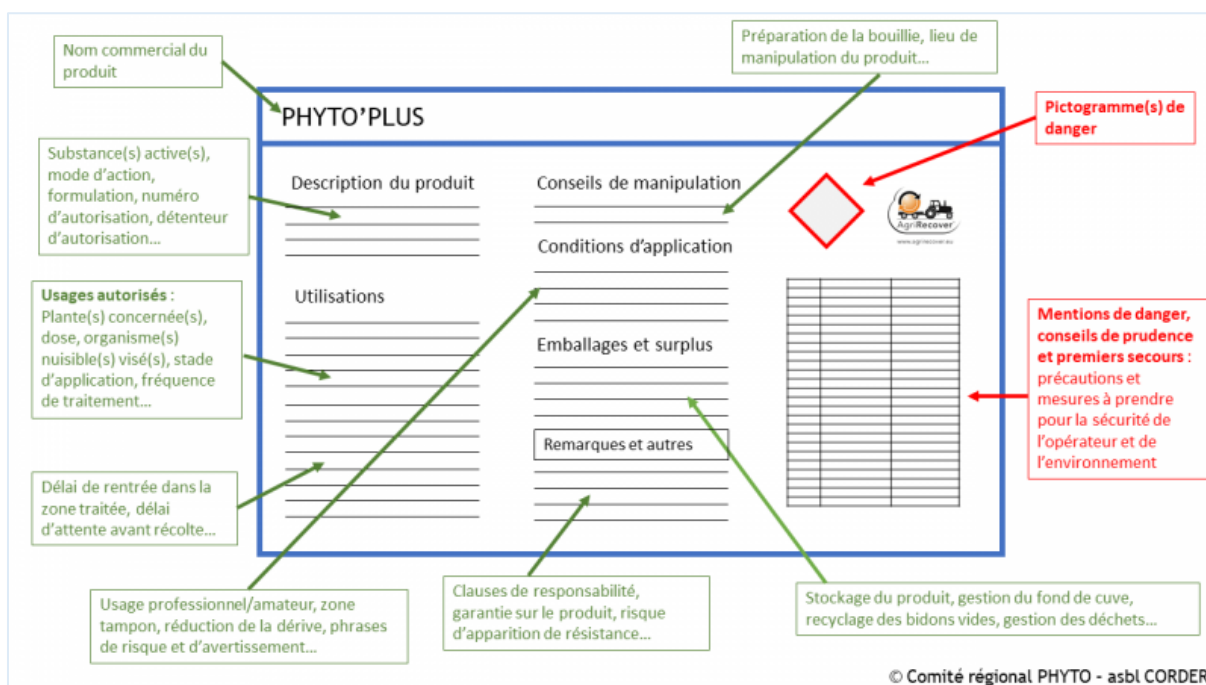 Nom commercial du
produit
Préparation de la bouillie, lieu de
manipulation du produit…
PHYTO’PLUS
Pictogramme(s) de
danger
Substance(s) active(s),
mode d’action,
formulation, numéro
d’autorisation, détenteur
d’autorisation…
Description du produit
Conseils de manipulation
AgriRecover
www.agrirecover.eu
Conditions d’application
Usages autorisés :
Plante(s) concernée(s),
dose, organisme(s)
nuisible(s) visé(s), stade
d’application, fréquence
de traitement…
Utilisations
Emballages et surplus
Mentions de danger,
conseils de prudence
et premiers secours :
précautions et
mesures à prendre
pour la sécurité de
l’opérateur et de
l’environnement
Remarques et autres
Délai de rentrée dans la
zone traitée, délai
d’attente avant récolte…
Usage professionnel/amateur, zone
tampon, réduction de la dérive, phrases
de risque et d’avertissement…
Clauses de responsabilité,
garantie sur le produit, risque
d’apparition de résistance…
Stockage du produit, gestion du fond de cuve,
recyclage des bidons vides, gestion des déchets…
© Comité régional PHYTO - asbl CORDER